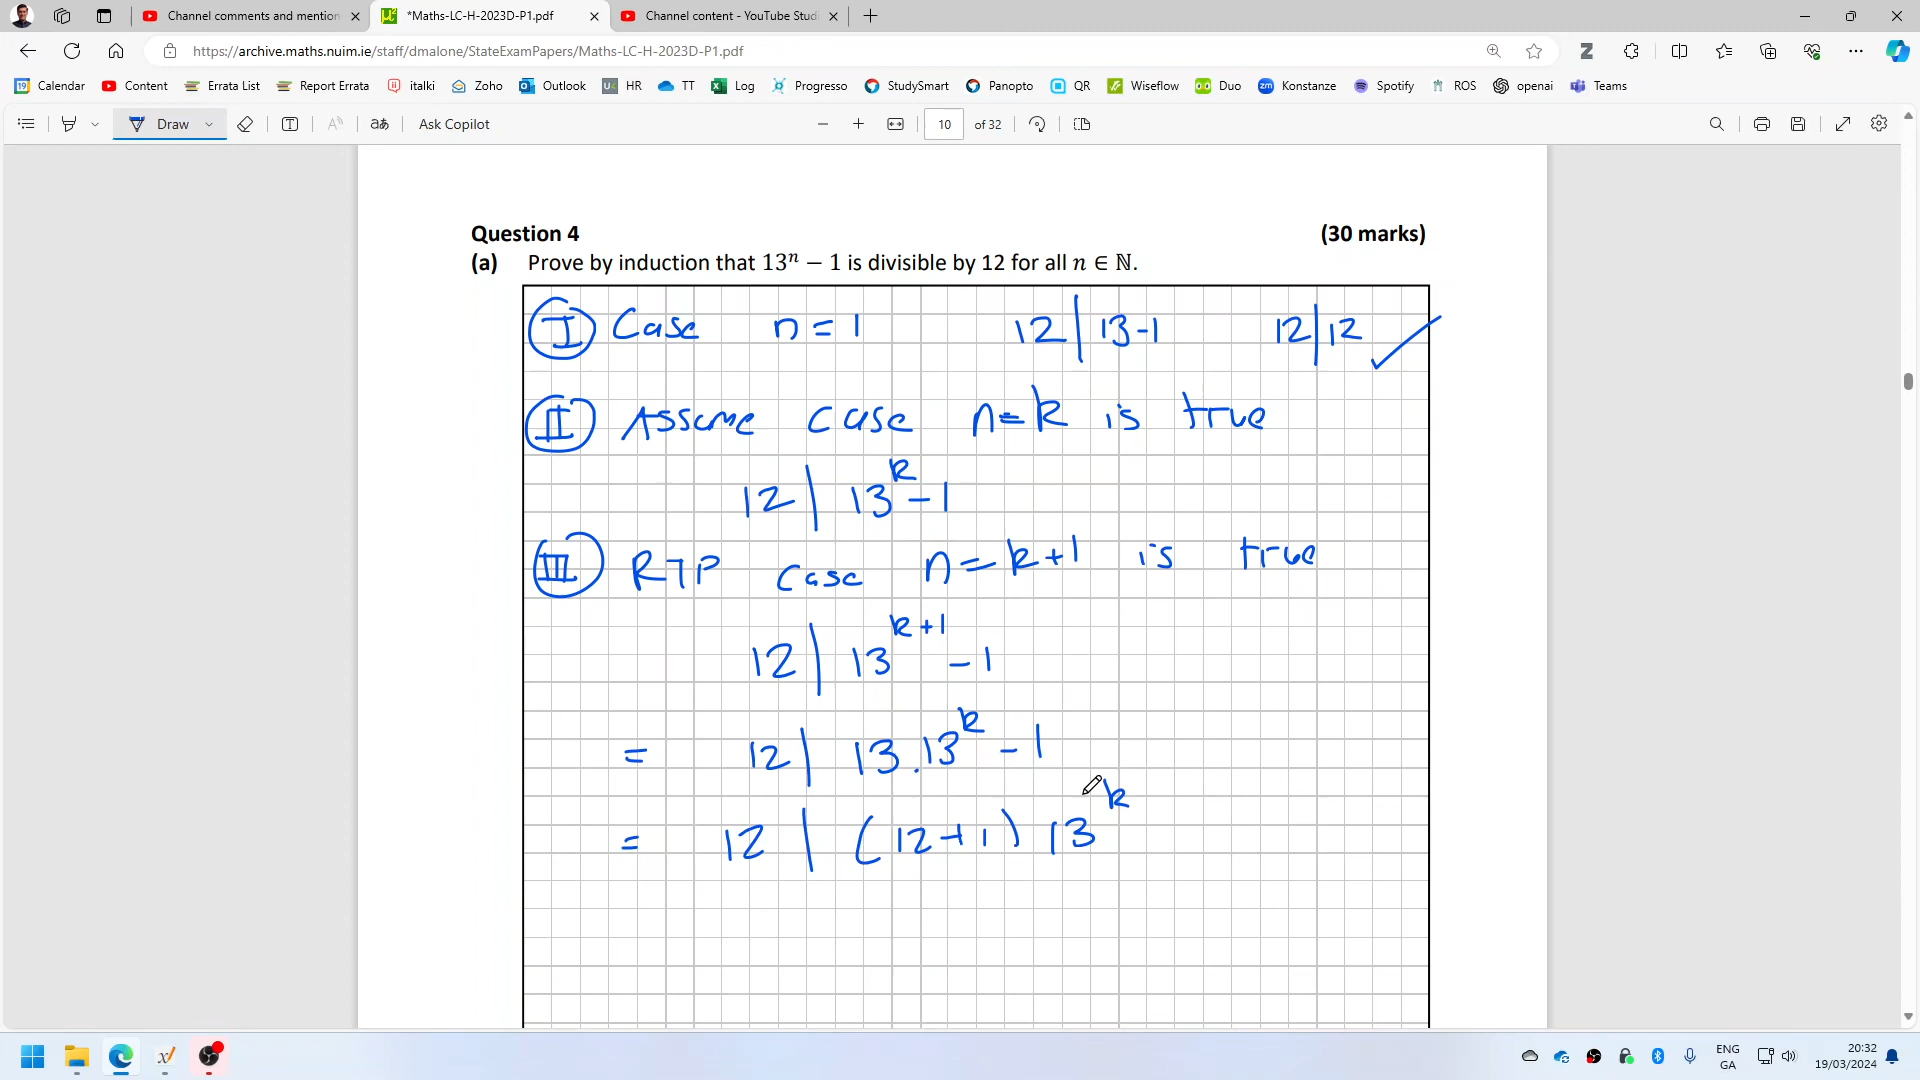 Channel comments and mention
*Maths-LC-H-2023D-P1.pdf
Channel content - YouTube Studi
https://archive.maths.nuim.ie/staff/dmalone/StateExamPapers/Maths-LC-H-2023D-P1.pdf
Calendar Content Errata List Report Errata italki Zoho Outlook HR TT Log Progresso StudySmart Panopto QR Wiseflow Duo Konstanze Spotify ROS openai Teams
Draw Ask Copilot 10 of 32
Question 4 (30 marks)
(a) Prove by induction that 13ⁿ − 1 is divisible by 12 for all n ∈ ℕ.
I Case n = 1 12 | 13-1 12 | 12 ✓
II Assume case n = k is true
12 | 13^k - 1
III RTP case n = k+1 is true
12 | 13^{k+1} - 1
= 12 | 13.13^k - 1
= 12 | (12+1) 13^k
ENG
GA
20:32
19/03/2024